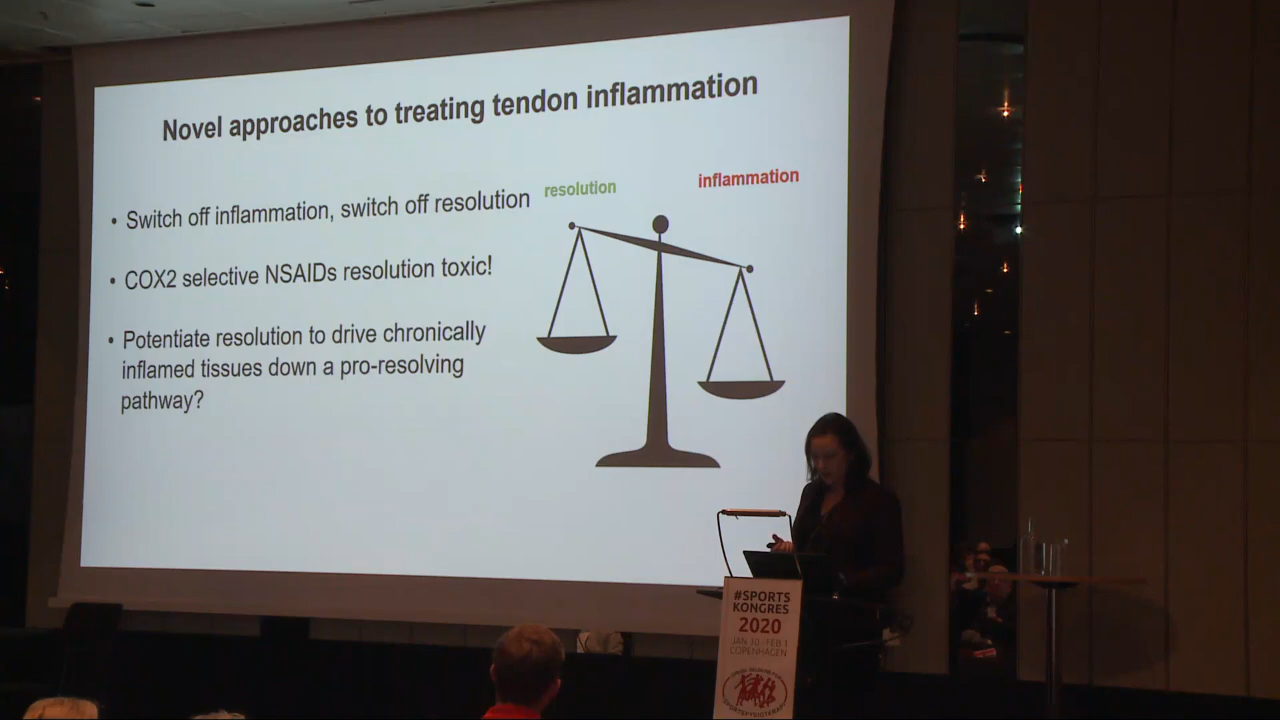 Novel approaches to treating tendon inflammation
resolution
inflammation
• Switch off inflammation, switch off resolution
• COX2 selective NSAIDs resolution toxic!
• Potentiate resolution to drive chronically
inflamed tissues down a pro-resolving
pathway?
#SPORTS
KONGRES
2020
JAN 30 - FEB 1
COPENHAGEN